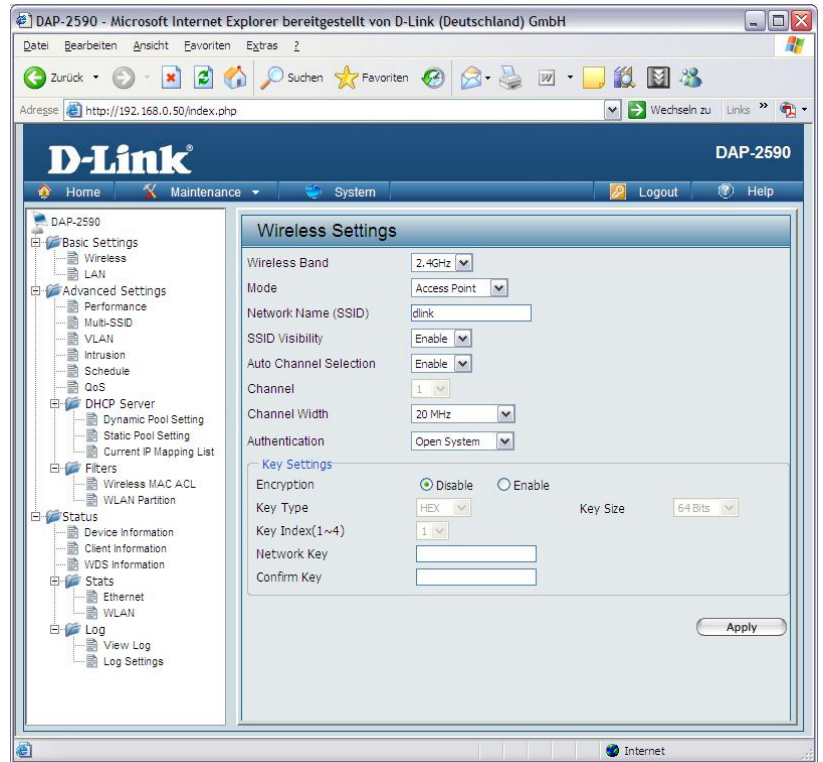 DAP-2590 - Microsoft Internet Explorer bereitgestellt von D-Link (Deutschland) GmbH
Datei Bearbeiten Ansicht Favoriten Extras ?
Zurück Suchen Favoriten
Adresse http://192.168.0.50/index.php Wechseln zu Links »
D-Link® DAP-2590
Home Maintenance System Logout Help
DAP-2590
Basic Settings
Wireless
LAN
Advanced Settings
Performance
Multi-SSID
VLAN
Intrusion
Schedule
QoS
DHCP Server
Dynamic Pool Setting
Static Pool Setting
Current IP Mapping List
Filters
Wireless MAC ACL
WLAN Partition
Status
Device Information
Client Information
WDS Information
Stats
Ethernet
WLAN
Log
View Log
Log Settings
Wireless Settings
Wireless Band 2.4GHz
Mode Access Point
Network Name (SSID) dlink
SSID Visibility Enable
Auto Channel Selection Enable
Channel 1
Channel Width 20 MHz
Authentication Open System
Key Settings
Encryption Disable Enable
Key Type HEX Key Size 64 Bits
Key Index(1~4) 1
Network Key
Confirm Key
Apply
Internet